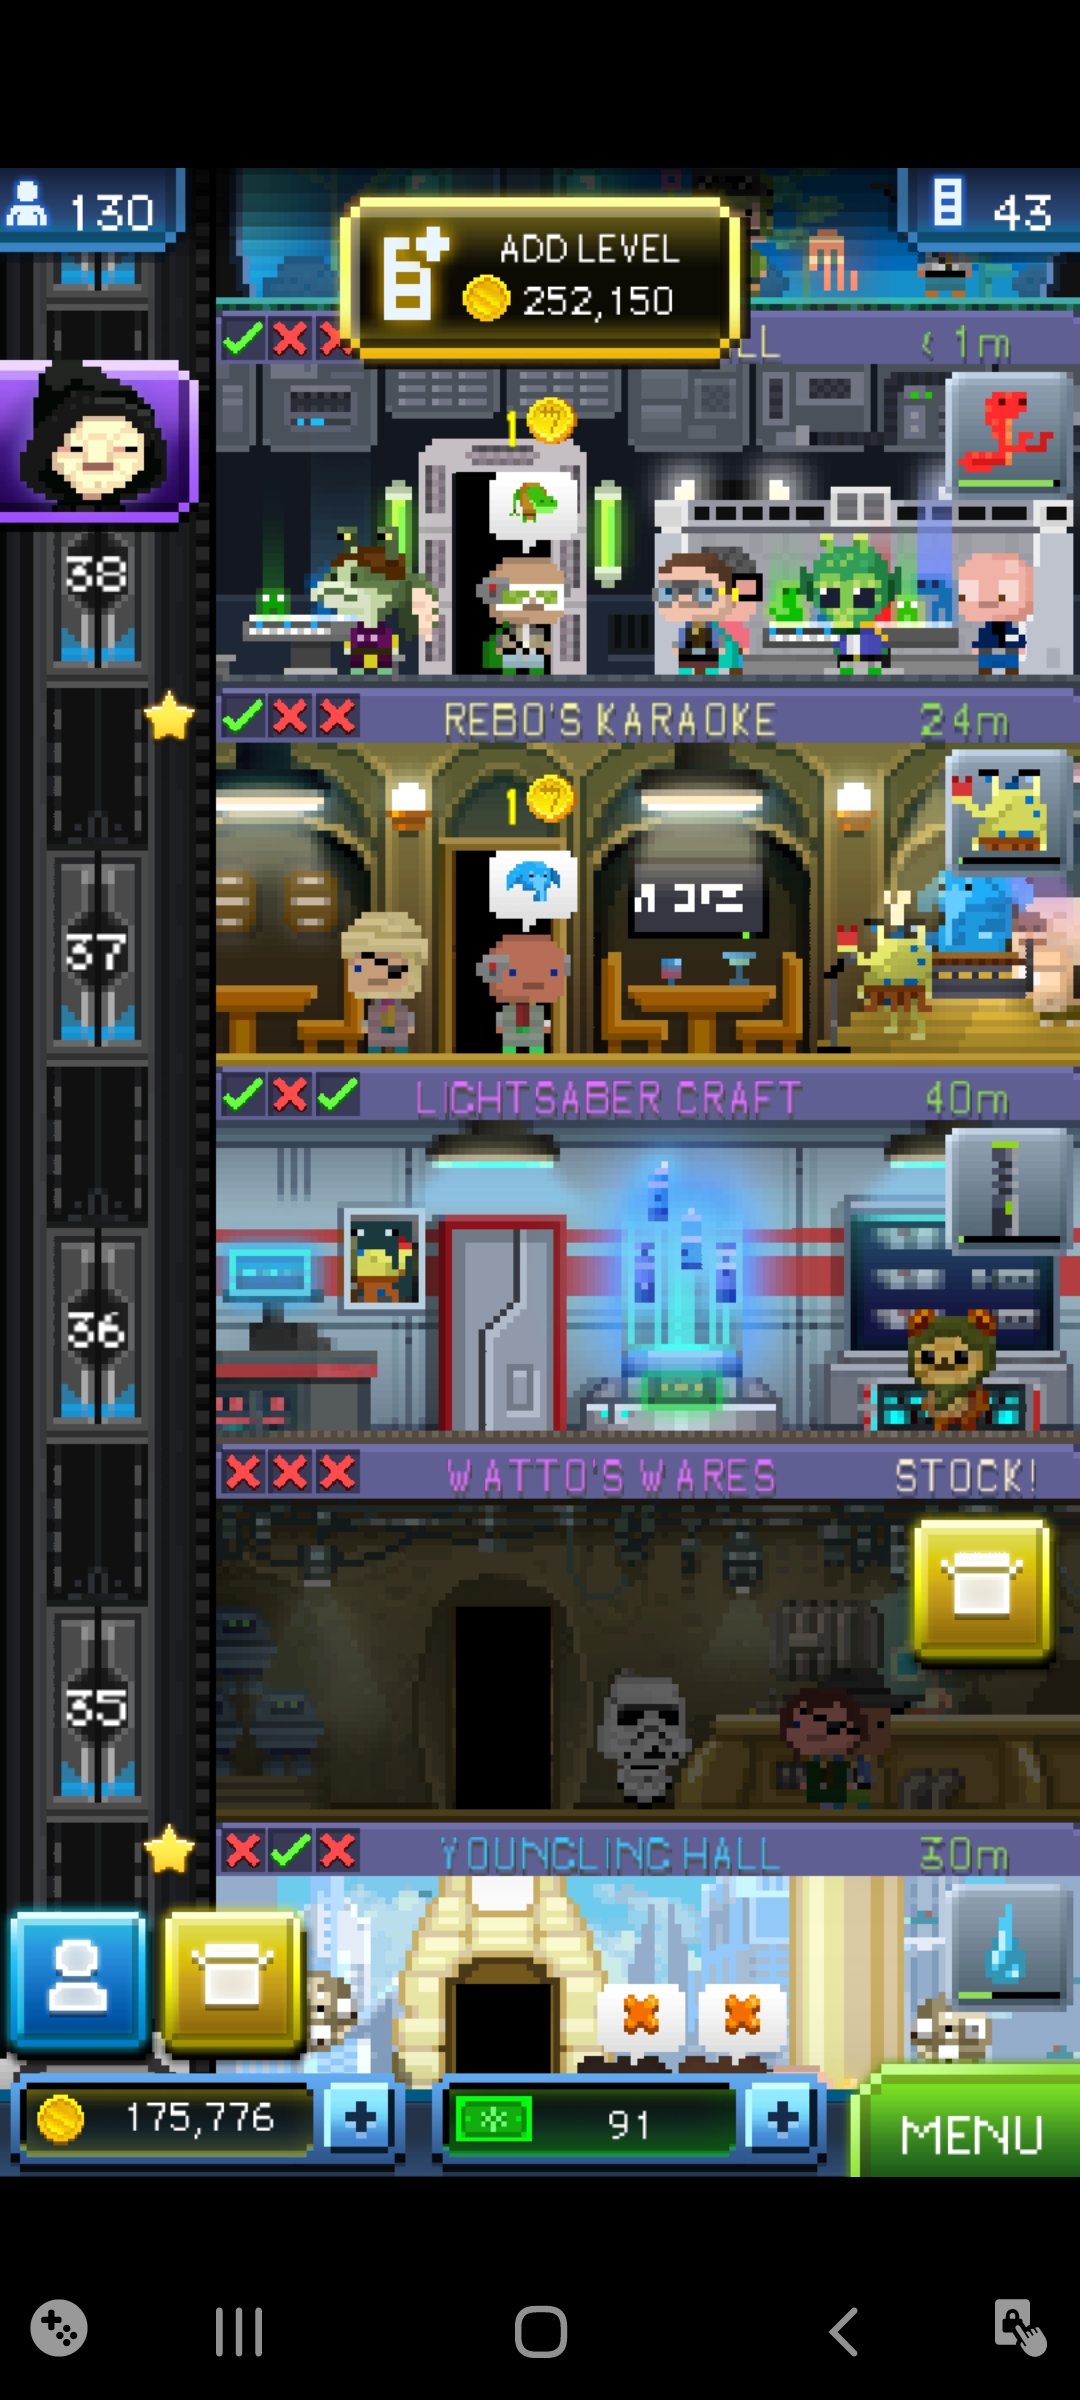 130
ADD LEVEL
252,150
43
LL
< 1m
1
38
REBO'S KARAOKE
24m
1
37
LIGHTSABER CRAFT
40m
36
WATTO'S WARES
STOCK!
35
YOUNGLING HALL
30m
175,776
91
MENU